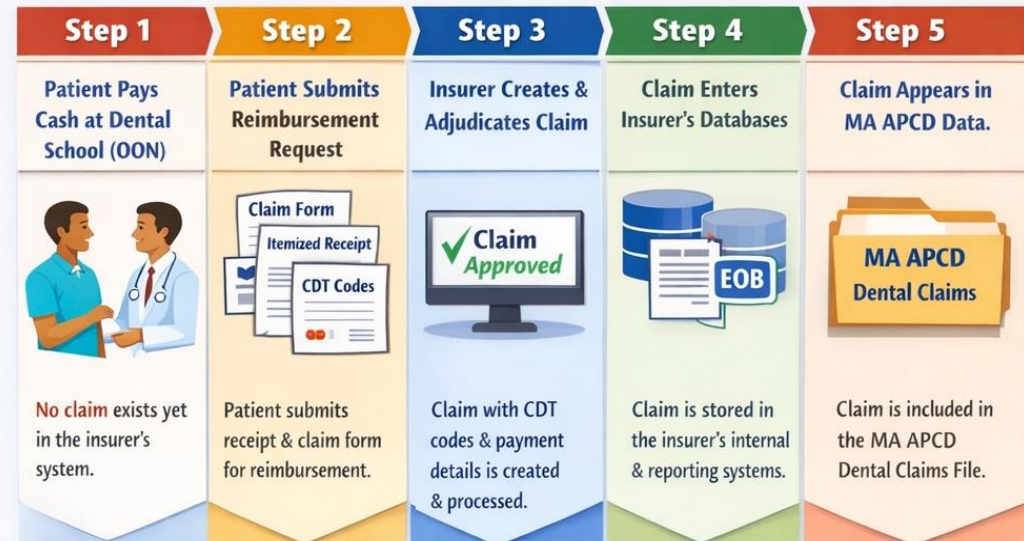 Step 1
Patient Pays
Cash at Dental
School (OON)
No claim exists yet
in the insurer's
system.
Step 2
Patient Submits
Reimbursement
Request
Claim Form
Itemized Receipt
CDT Codes
Patient submits
receipt & claim form
for reimbursement.
Step 3
Insurer Creates &
Adjudicates Claim
Claim
Approved
Claim with CDT
codes & payment
details is created
& processed.
Step 4
Claim Enters
Insurer's Databases
EOB
Claim is stored in
the insurer's internal
& reporting systems.
Step 5
Claim Appears in
MA APCD Data.
MA APCD
Dental Claims
Claim is included in
the MA APCD
Dental Claims File.